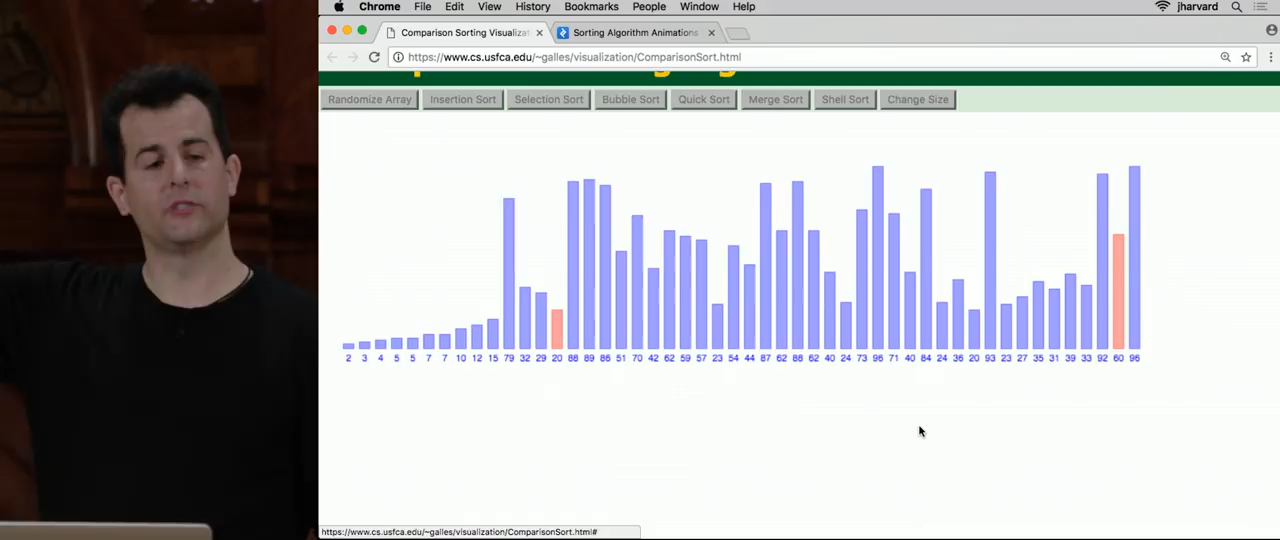 Chrome File Edit View History Bookmarks People Window Help jharvard
Comparison Sorting Visualizat Sorting Algorithm Animations
https://www.cs.usfca.edu/~galles/visualization/ComparisonSort.html
Randomize Array Insertion Sort Selection Sort Bubble Sort Quick Sort Merge Sort Shell Sort Change Size
2 3 4 5 5 7 7 10 12 15 79 32 29 20 88 89 86 51 70 42 62 59 57 23 54 44 87 62 88 62 40 24 73 96 71 40 84 24 36 20 93 23 27 35 31 39 33 92 60 96
https://www.cs.usfca.edu/~galles/visualization/ComparisonSort.html#